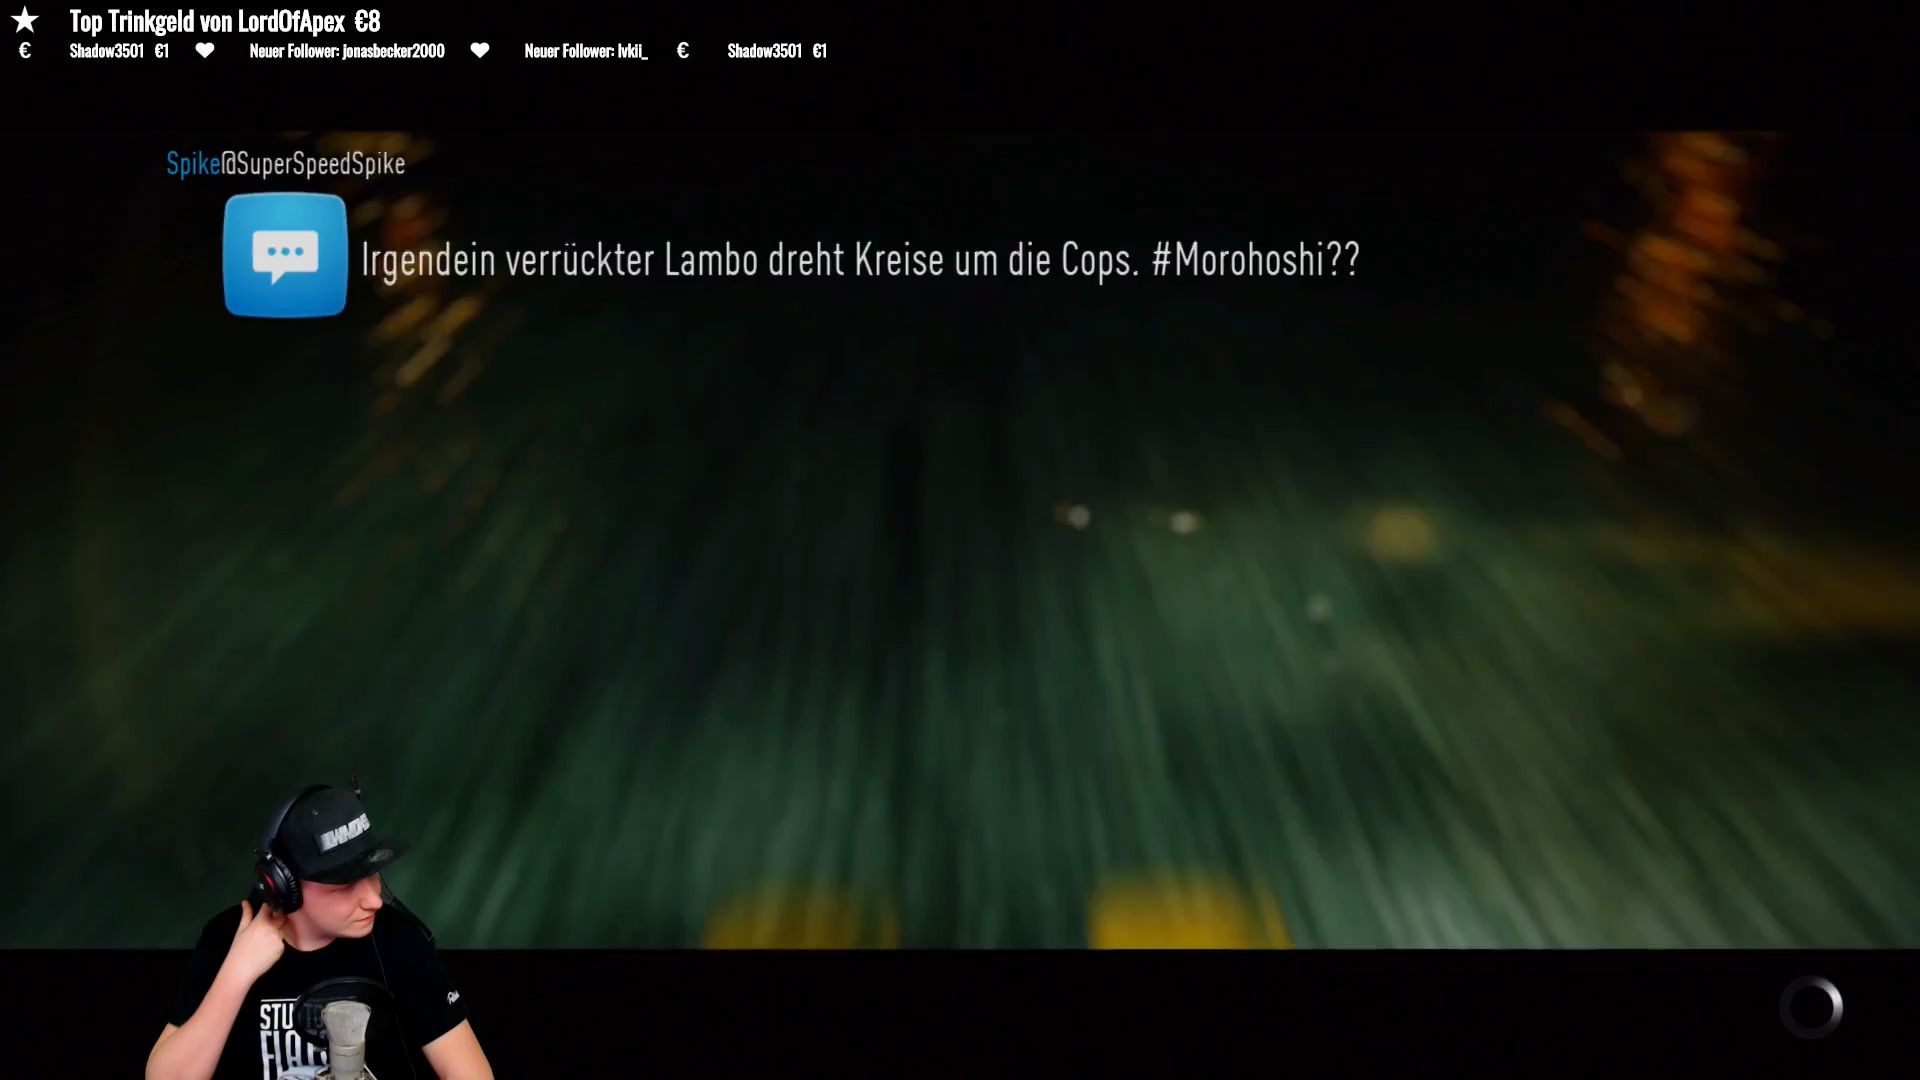 Top Trinkgeld von LordOfApex €8
€ Shadow3501 €1 Neuer Follower: jonasbecker2000 Neuer Follower: lvkii_ € Shadow3501 €1
Spike@SuperSpeedSpike
Irgendein verrückter Lambo dreht Kreise um die Cops. #Morohoshi??